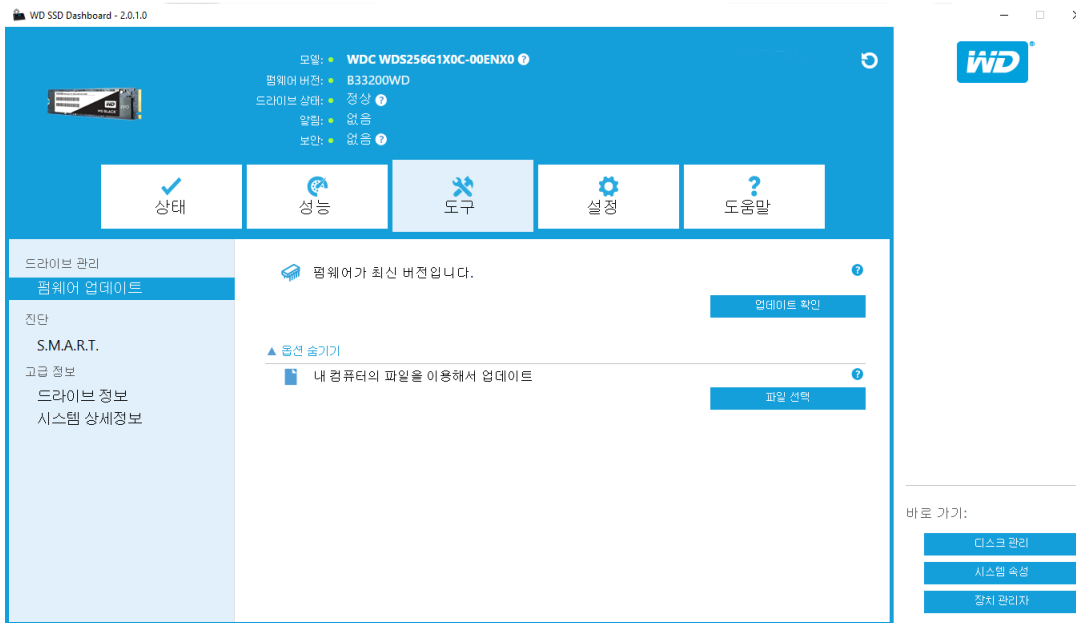 WD SSD Dashboard - 2.0.1.0
WD
모델: WDC WDS256G1X0C-00ENX0
펌웨어 버전: B33200WD
드라이브 상태: 정상
알림: 없음
보안: 없음
상태
성능
도구
설정
도움말
드라이브 관리
펌웨어 업데이트
진단
S.M.A.R.T.
고급 정보
드라이브 정보
시스템 상세정보
펌웨어가 최신 버전입니다.
업데이트 확인
▲ 옵션 숨기기
내 컴퓨터의 파일을 이용해서 업데이트
파일 선택
바로 가기:
디스크 관리
시스템 속성
장치 관리자